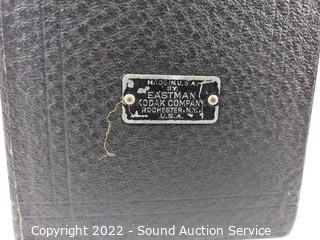 MADE IN U.S.A.
BY
EASTMAN
KODAK COMPANY
ROCHESTER, N.Y.
U.S.A.
Copyright 2022 - Sound Auction Service